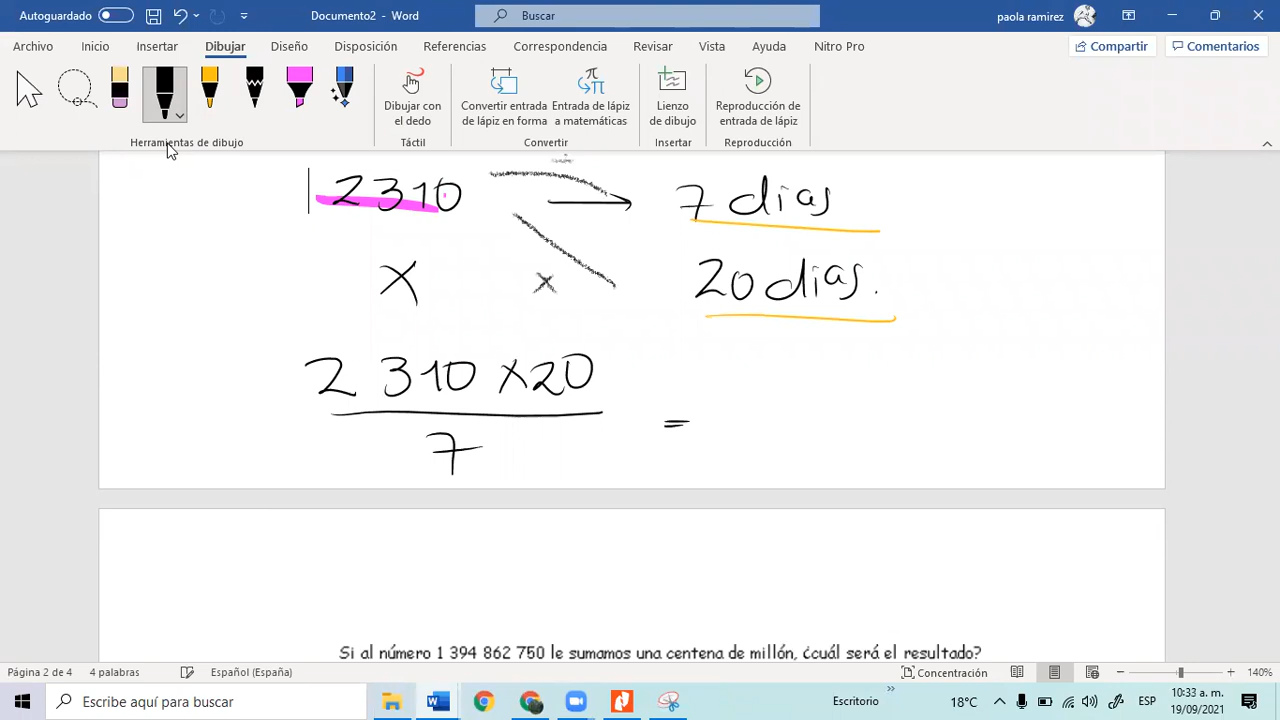 Autoguardado
Documento2 - Word
Buscar
paola ramirez
Archivo Inicio Insertar Dibujar Diseño Disposición Referencias Correspondencia Revisar Vista Ayuda Nitro Pro
Compartir
Comentarios
Dibujar con el dedo
Convertir entrada de lápiz en forma
Entrada de lápiz a matemáticas
Lienzo de dibujo
Reproducción de entrada de lápiz
Herramientas de dibujo
Táctil
Convertir
Insertar
Reproducción
2310 7 dias
X x 20 dias.
2 310 x20
7
=
Si al número 1 394 862 750 le sumamos una centena de millón, ¿cuál será el resultado?
Página 2 de 4 4 palabras Español (España) Concentración 140%
Escribe aquí para buscar
Escritorio
18°C
ESP
10:33 a. m.
19/09/2021